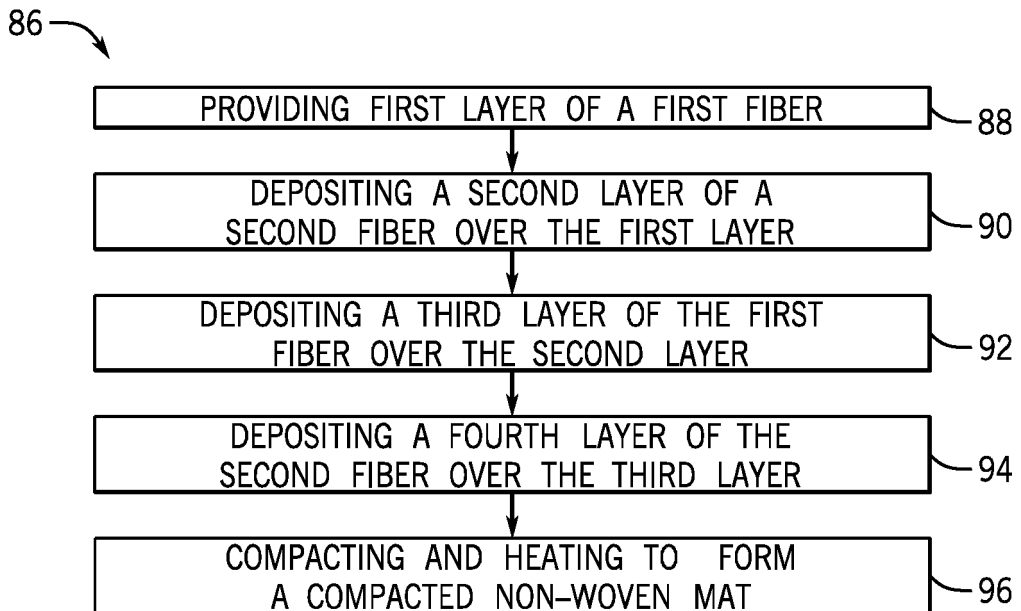 86
PROVIDING FIRST LAYER OF A FIRST FIBER
88
DEPOSITING A SECOND LAYER OF A
SECOND FIBER OVER THE FIRST LAYER
90
DEPOSITING A THIRD LAYER OF THE FIRST
FIBER OVER THE SECOND LAYER
92
DEPOSITING A FOURTH LAYER OF THE
SECOND FIBER OVER THE THIRD LAYER
94
COMPACTING AND HEATING TO FORM
A COMPACTED NON-WOVEN MAT
96